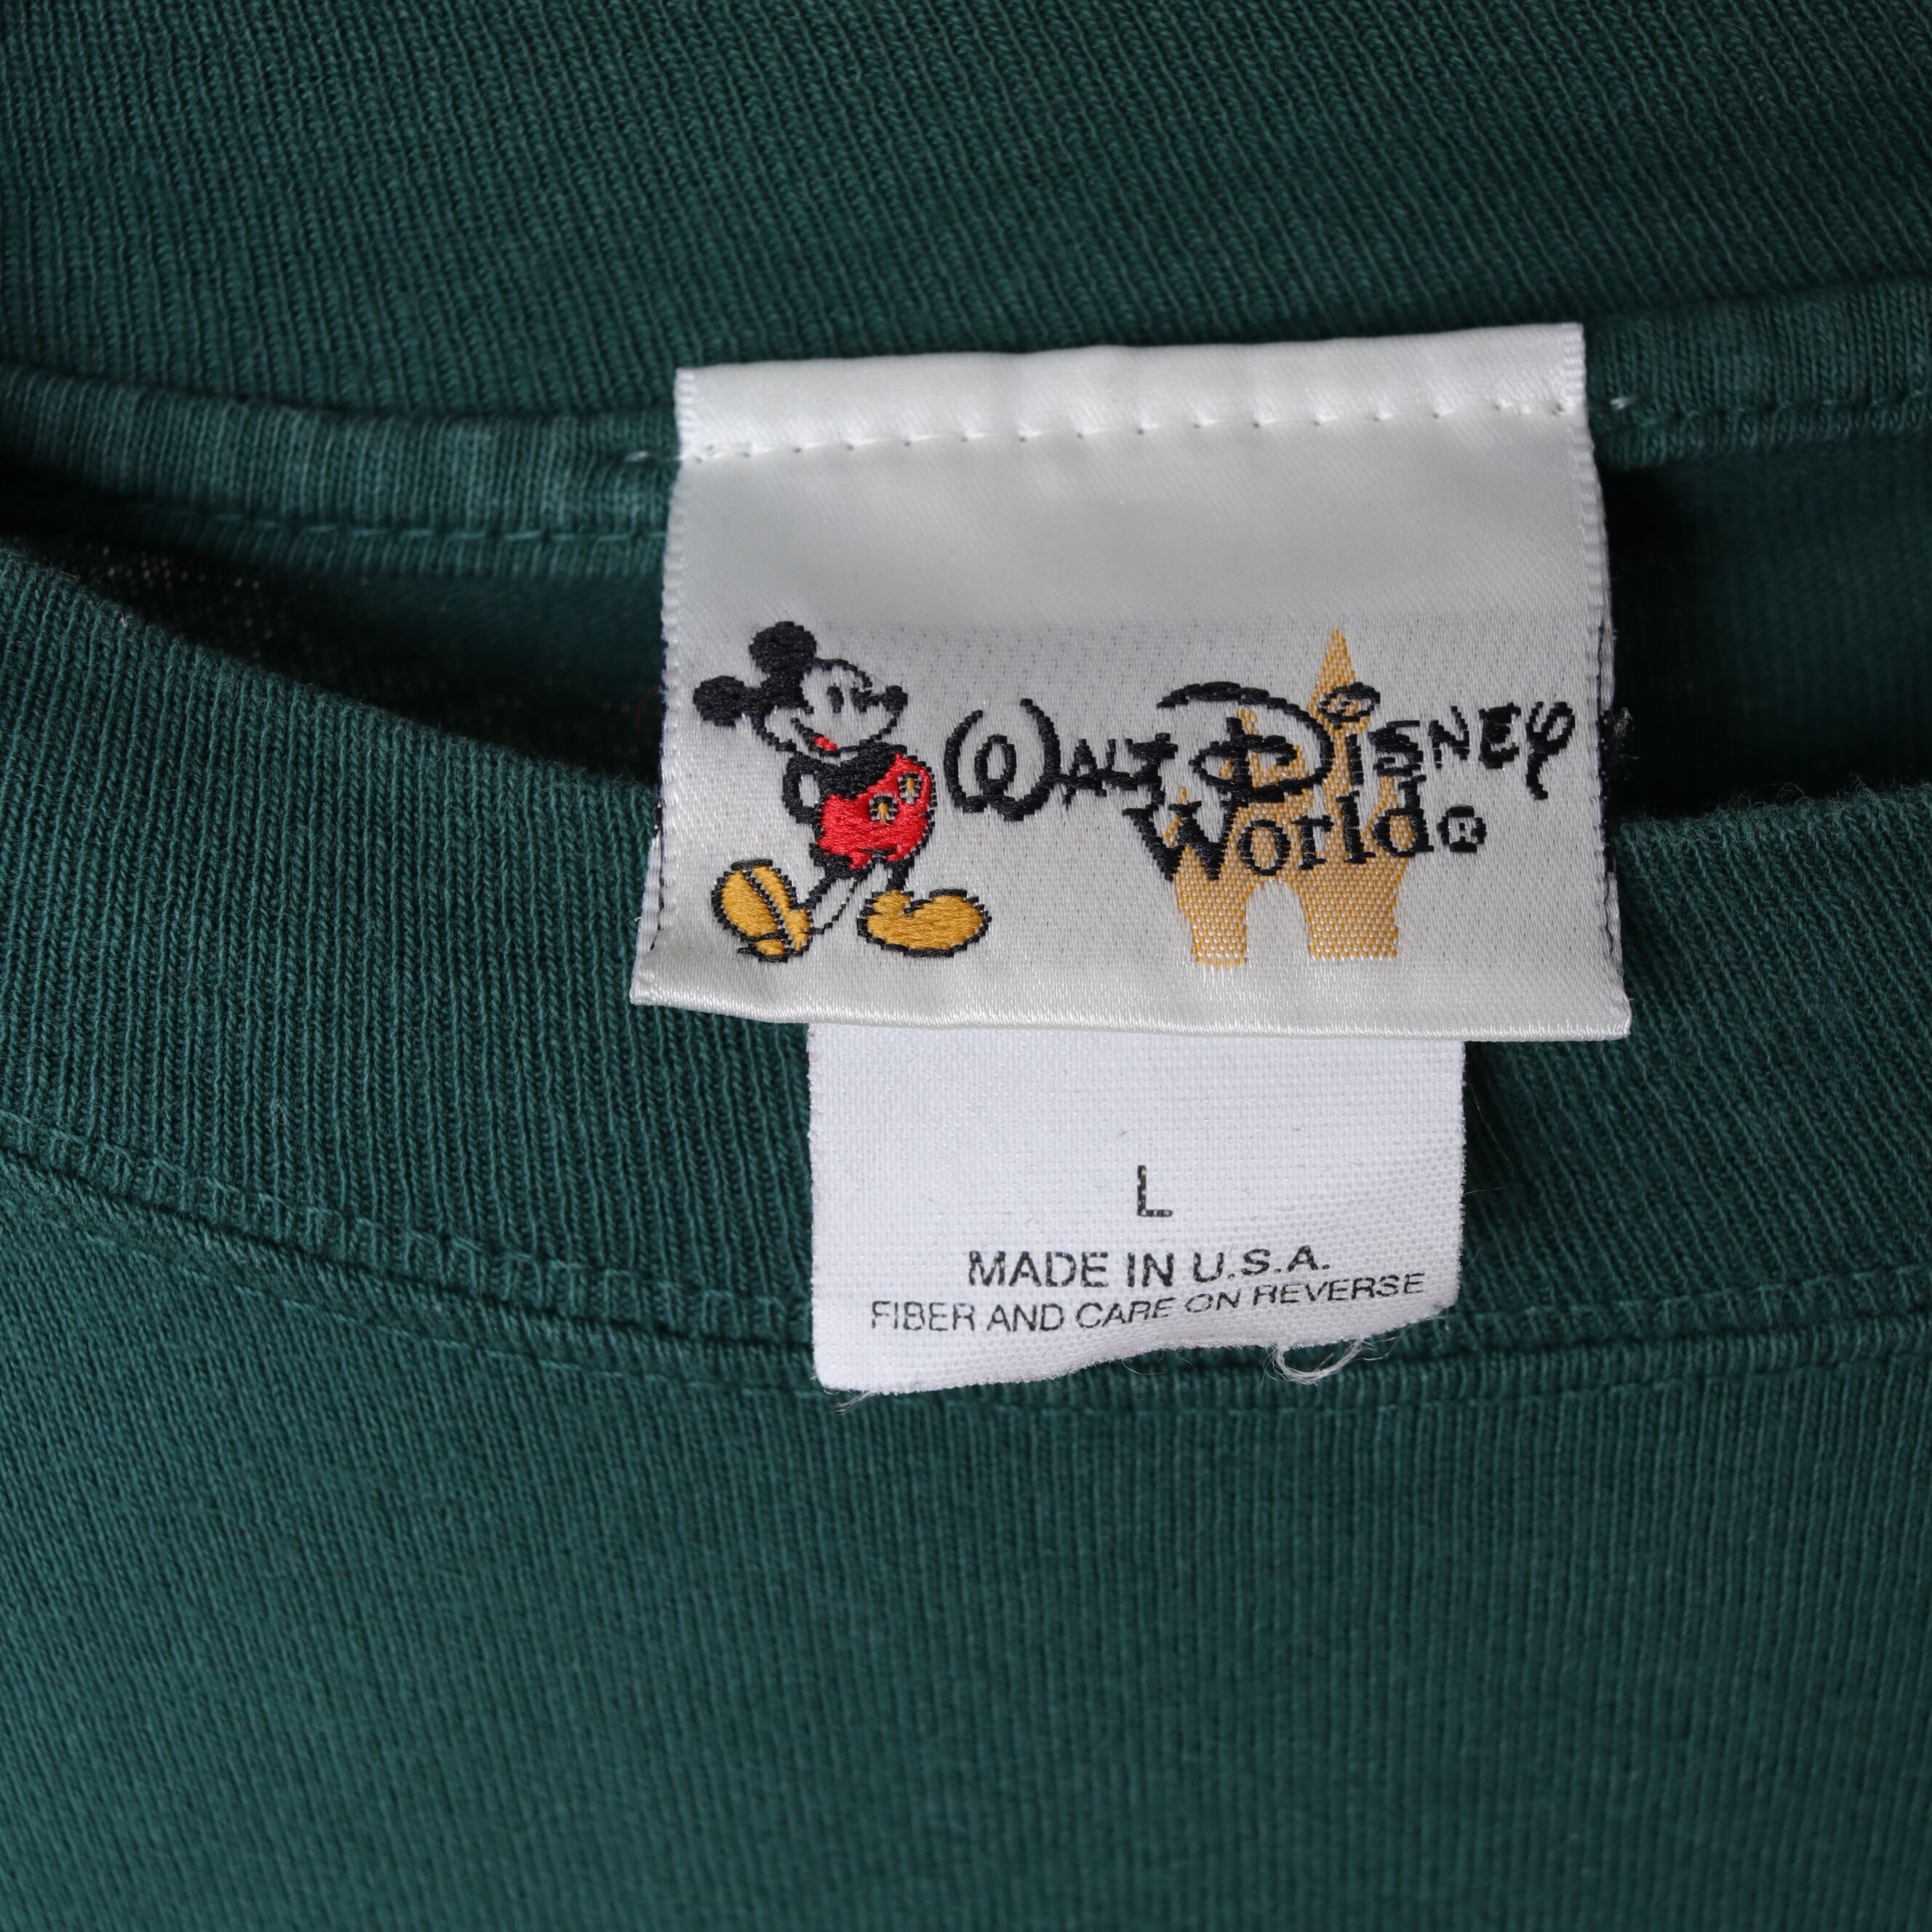 WALT DISNEY
World®
L
MADE IN U.S.A.
FIBER AND CARE ON REVERSE